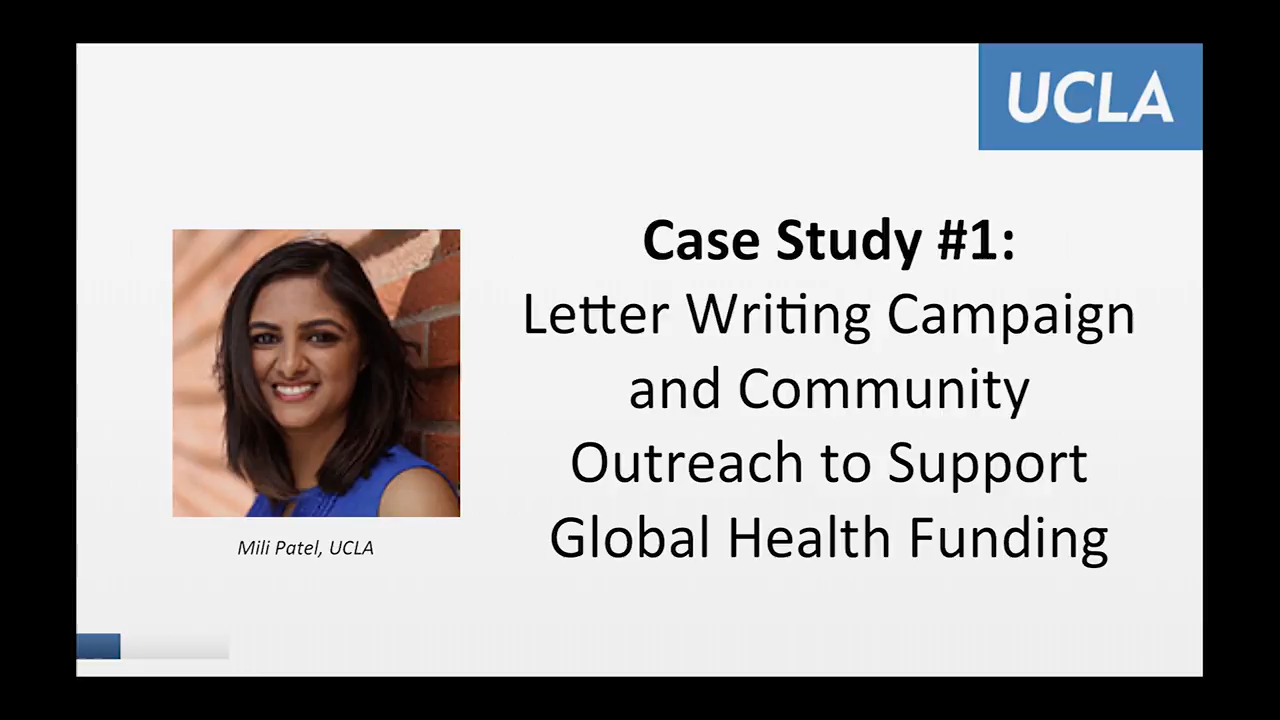 UCLA
Case Study #1:
Letter Writing Campaign
and Community
Outreach to Support
Global Health Funding
Mili Patel, UCLA